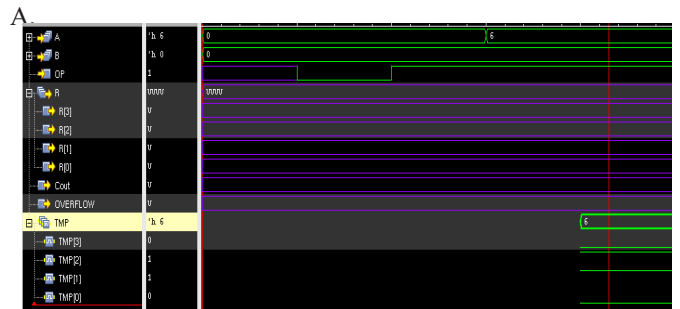 A.
A 'h 6 0 6
B 'h 0 0
OP 1
R UUUU UUUU
R[3] U
R[2] U
R[1] U
R[0] U
Cout U
OVERFLOW U
TMP 'h 6 6
TMP[3] 0
TMP[2] 1
TMP[1] 1
TMP[0] 0